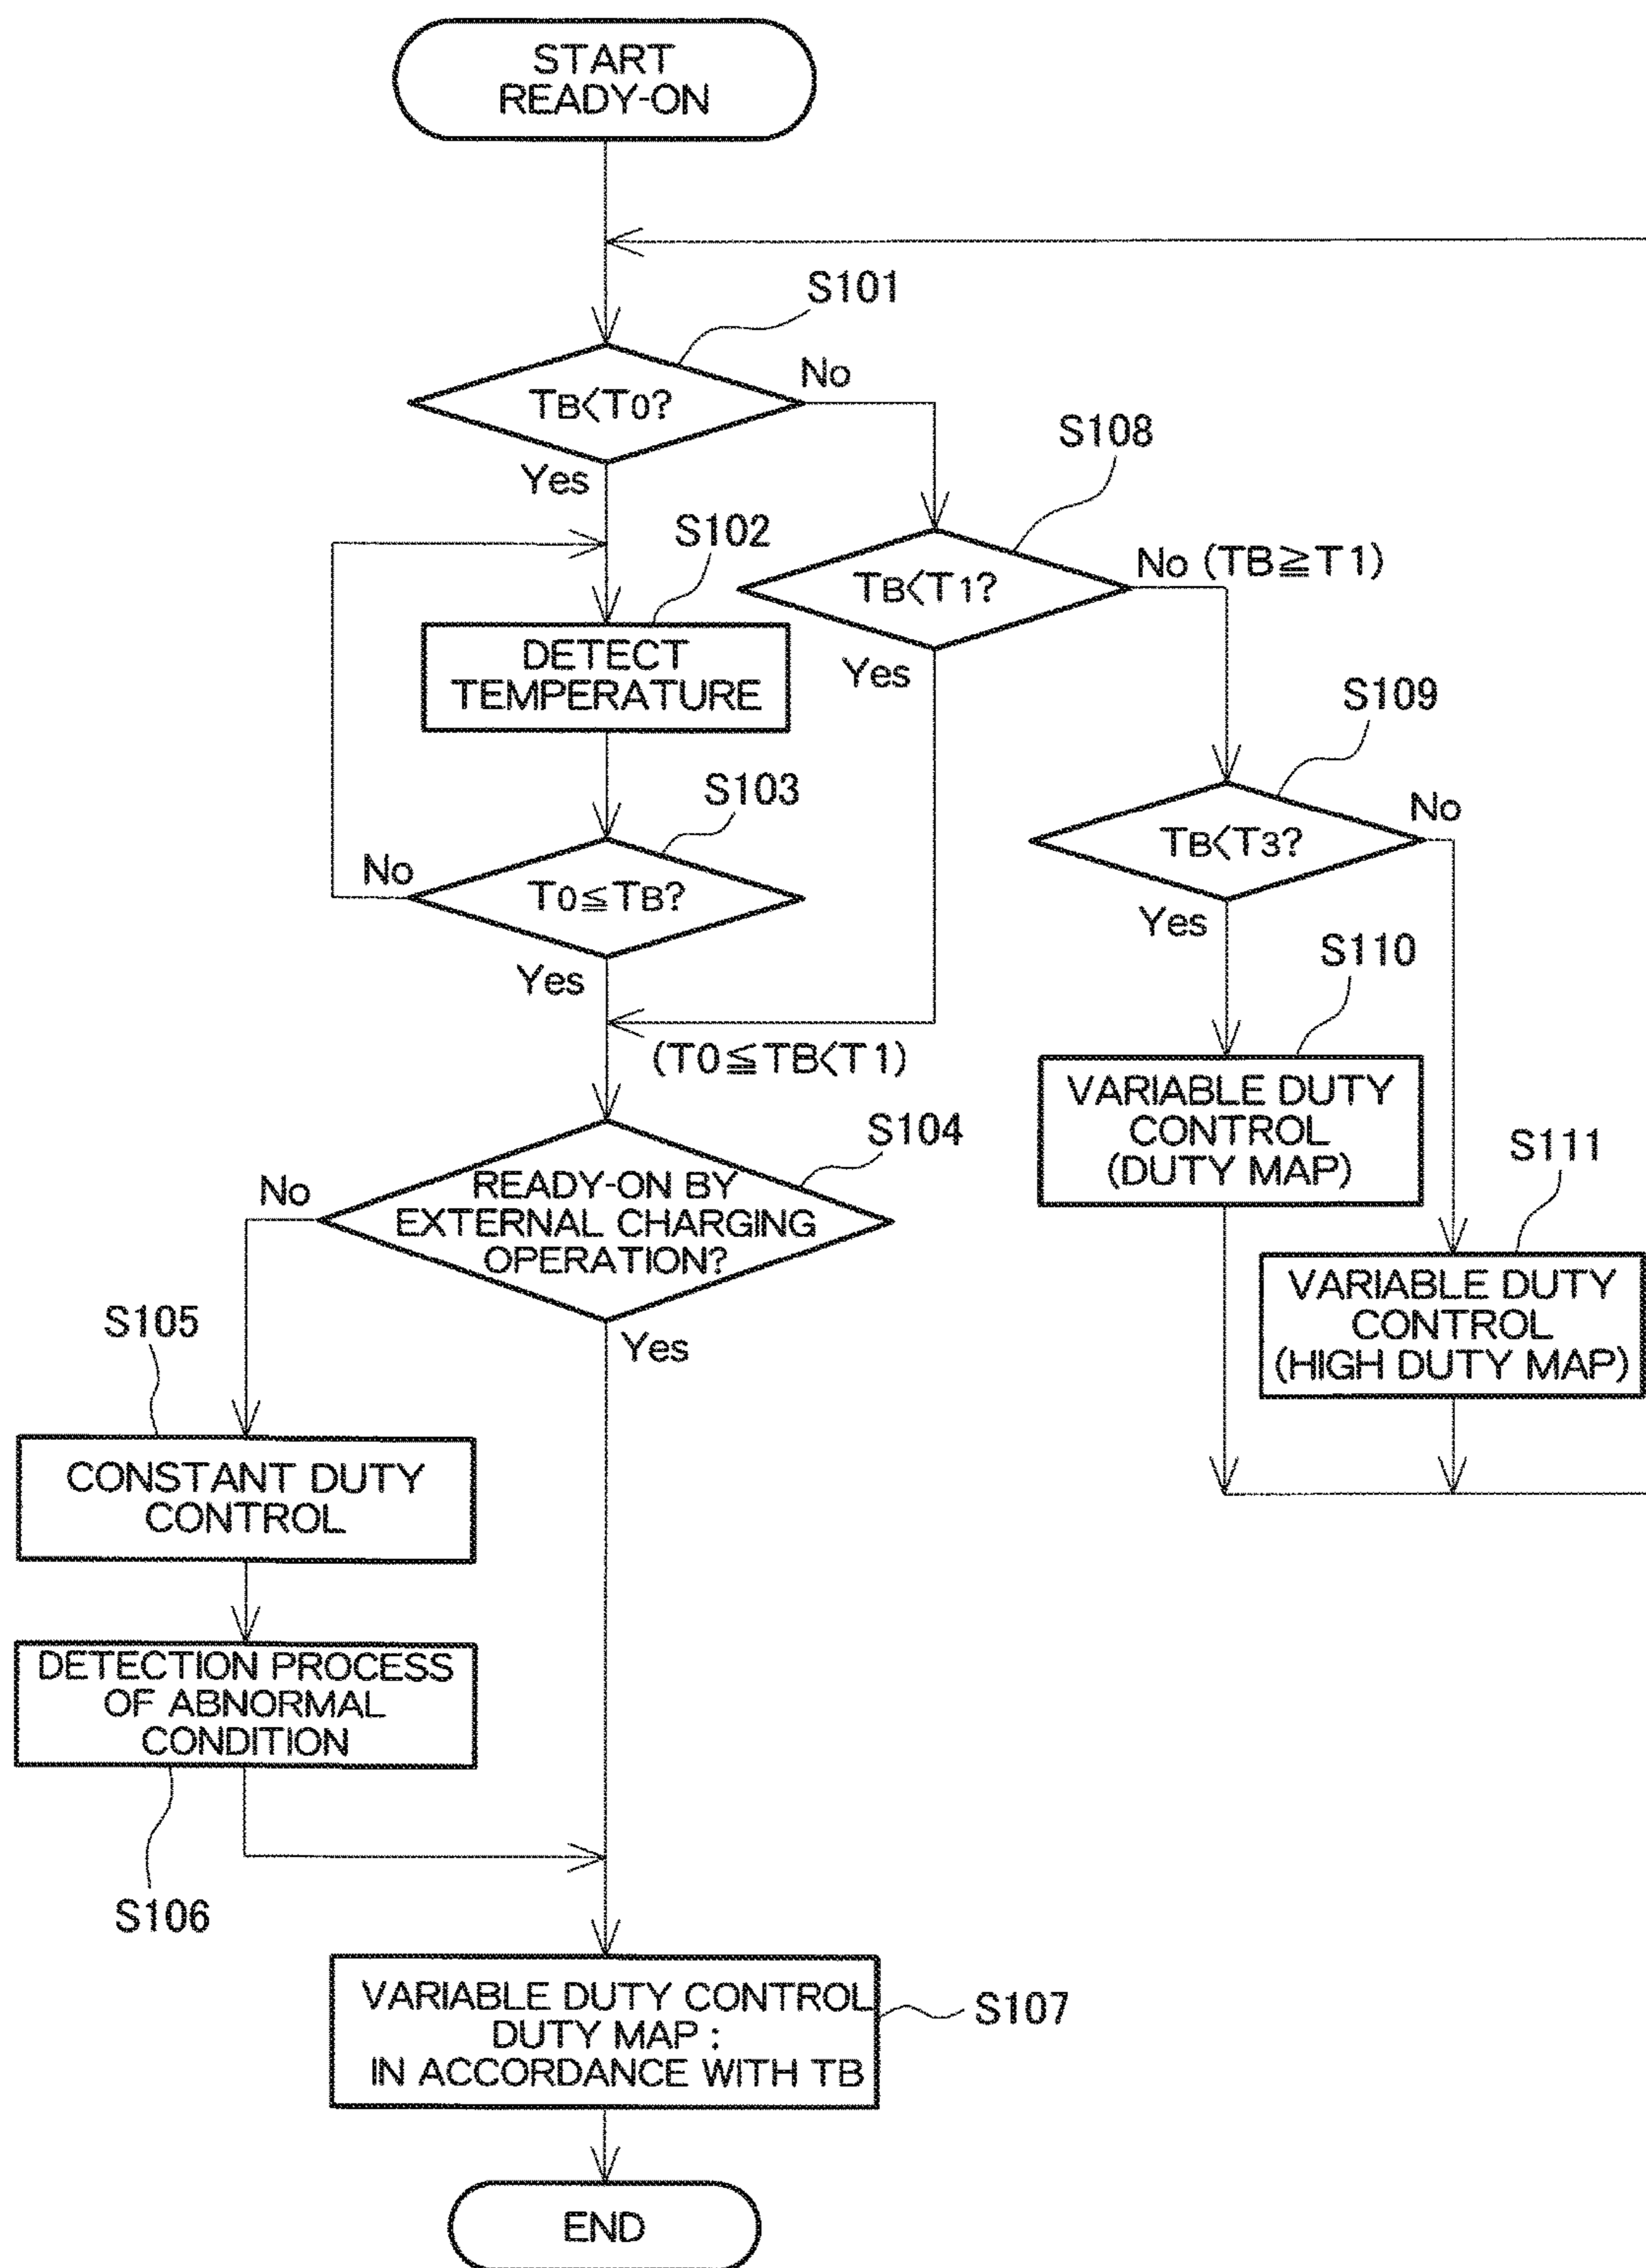 START
READY-ON
S101
TB<T0?
No
Yes
S108
TB<T1?
No (TB≧T1)
Yes
S102
DETECT
TEMPERATURE
S109
TB<T3?
No
Yes
S103
T0≦TB?
No
Yes
(T0≦TB<T1)
S110
VARIABLE DUTY
CONTROL
(DUTY MAP)
S104
READY-ON BY
EXTERNAL CHARGING
OPERATION?
No
Yes
S111
VARIABLE DUTY
CONTROL
(HIGH DUTY MAP)
S105
CONSTANT DUTY
CONTROL
DETECTION PROCESS
OF ABNORMAL
CONDITION
S106
VARIABLE DUTY CONTROL
DUTY MAP :
IN ACCORDANCE WITH TB
S107
END